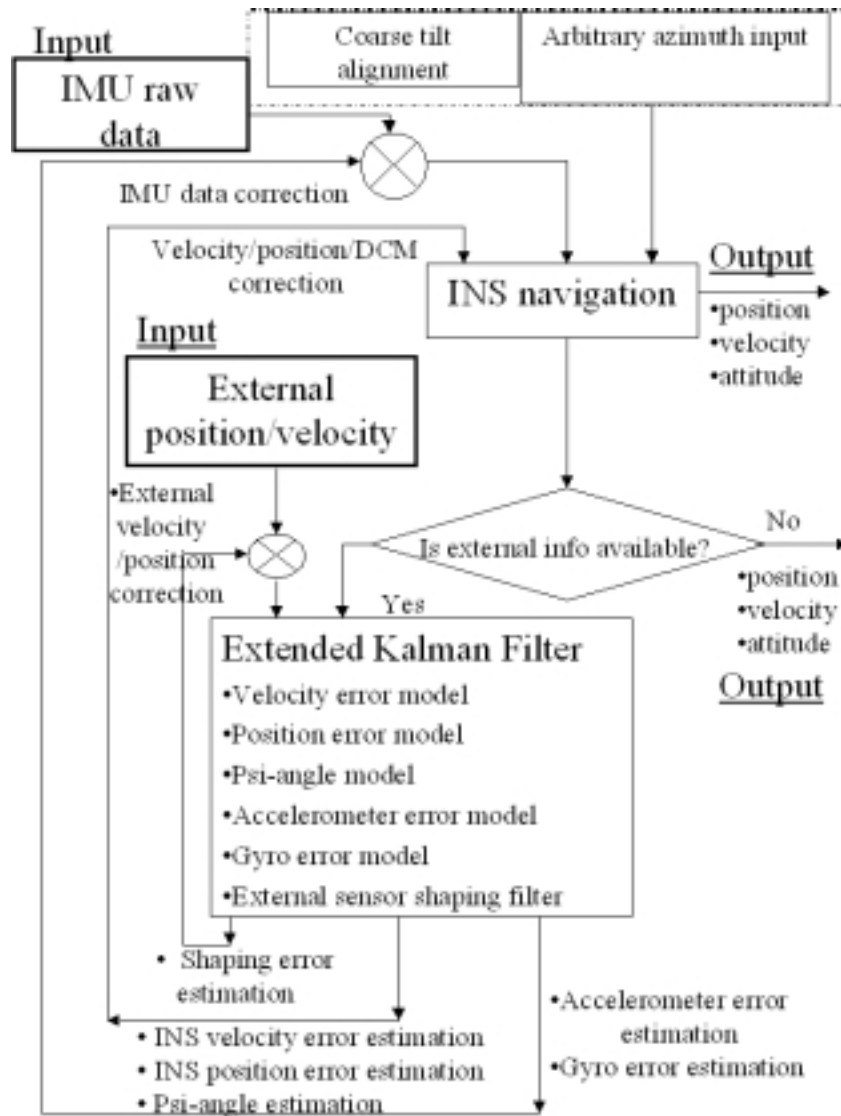 Input
IMU raw
data
Coarse tilt
alignment
Arbitrary azimuth input
IMU data correction
Velocity/position/DCM
correction
INS navigation
Output
•position
•velocity
•attitude
Input
External
position/velocity
•External
velocity
/position
correction
Is external info available?
No
•position
•velocity
•attitude
Output
Yes
Extended Kalman Filter
•Velocity error model
•Position error model
•Psi-angle model
•Accelerometer error model
•Gyro error model
•External sensor shaping filter
• Shaping error
estimation
• INS velocity error estimation
• INS position error estimation
• Psi-angle estimation
•Accelerometer error
estimation
•Gyro error estimation